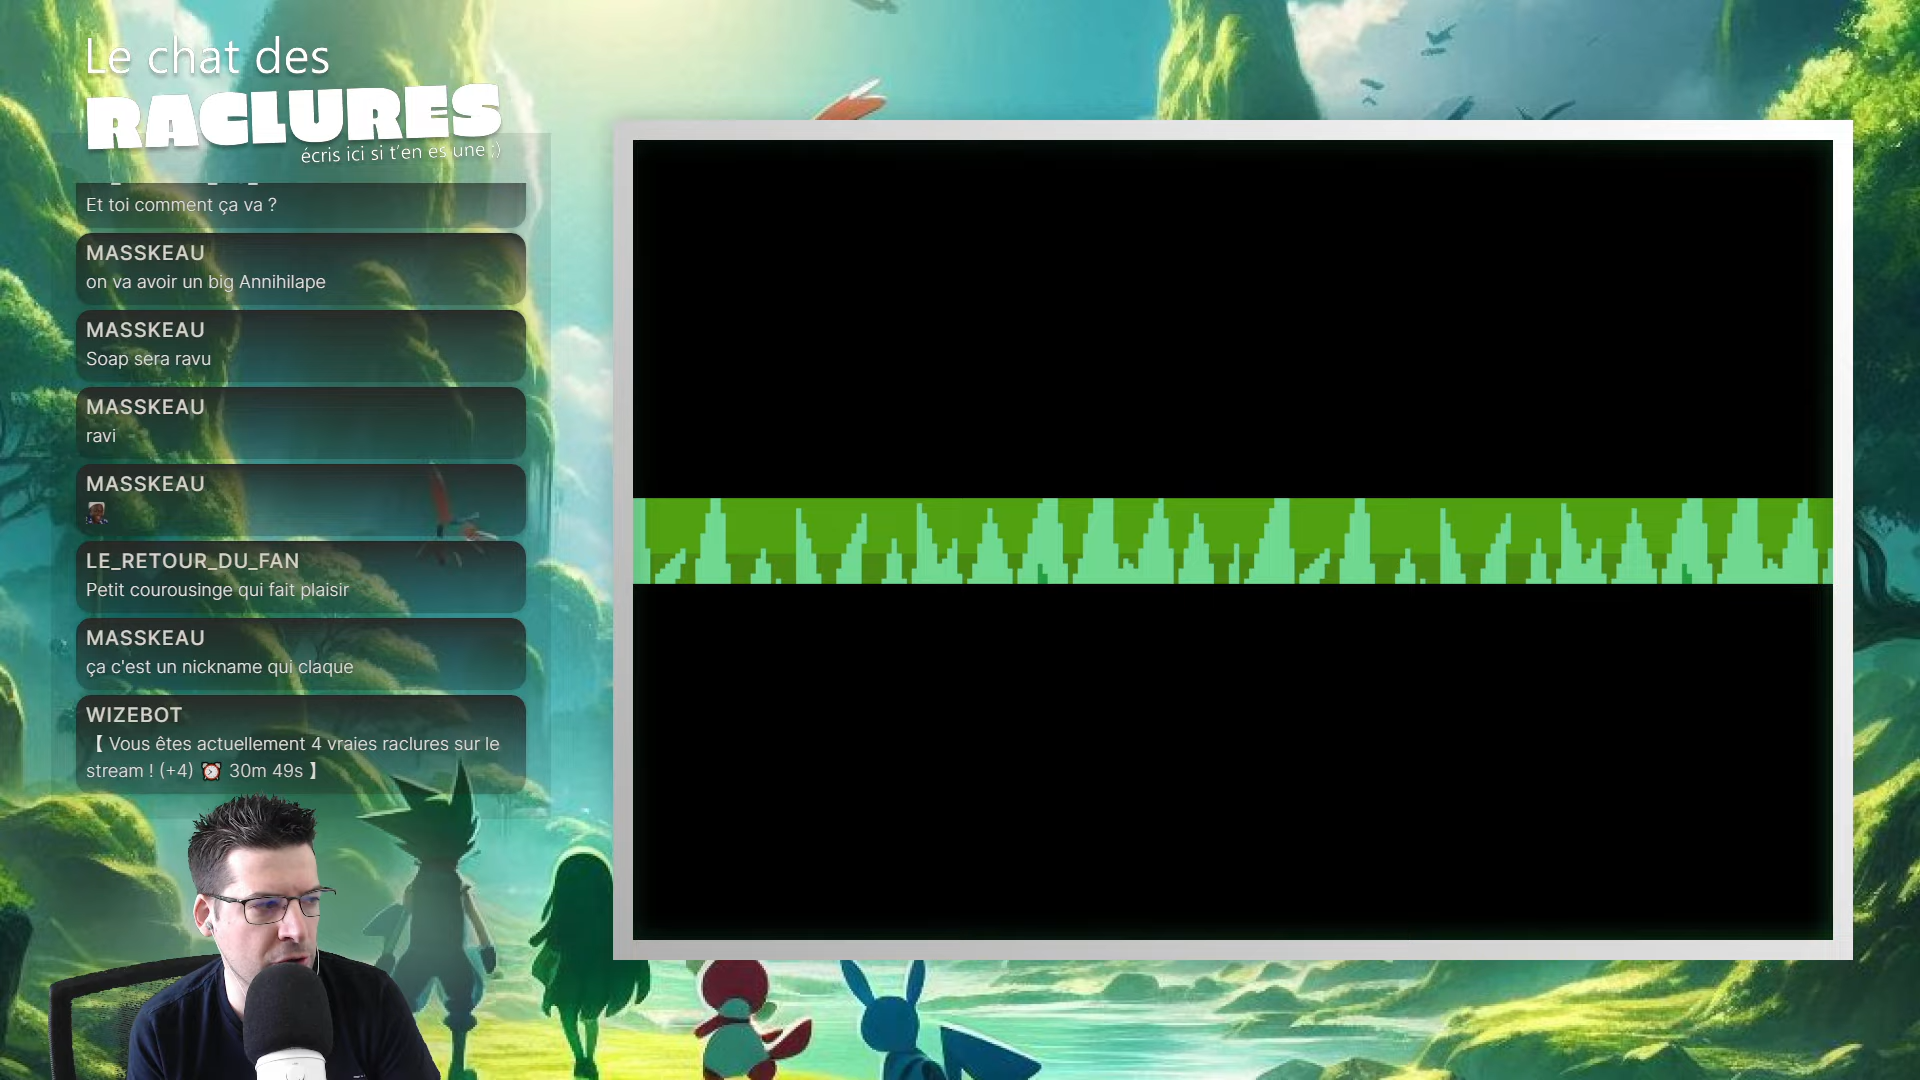 Le chat des
RACLURES
écris ici si t'en es une ;)
Et toi comment ça va ?
MASSKEAU
on va avoir un big Annihilape
MASSKEAU
Soap sera ravu
MASSKEAU
ravi
MASSKEAU
LE_RETOUR_DU_FAN
Petit courousinge qui fait plaisir
MASSKEAU
ça c'est un nickname qui claque
WIZEBOT
【 Vous êtes actuellement 4 vraies raclures sur le
stream ! (+4) ⏰ 30m 49s 】